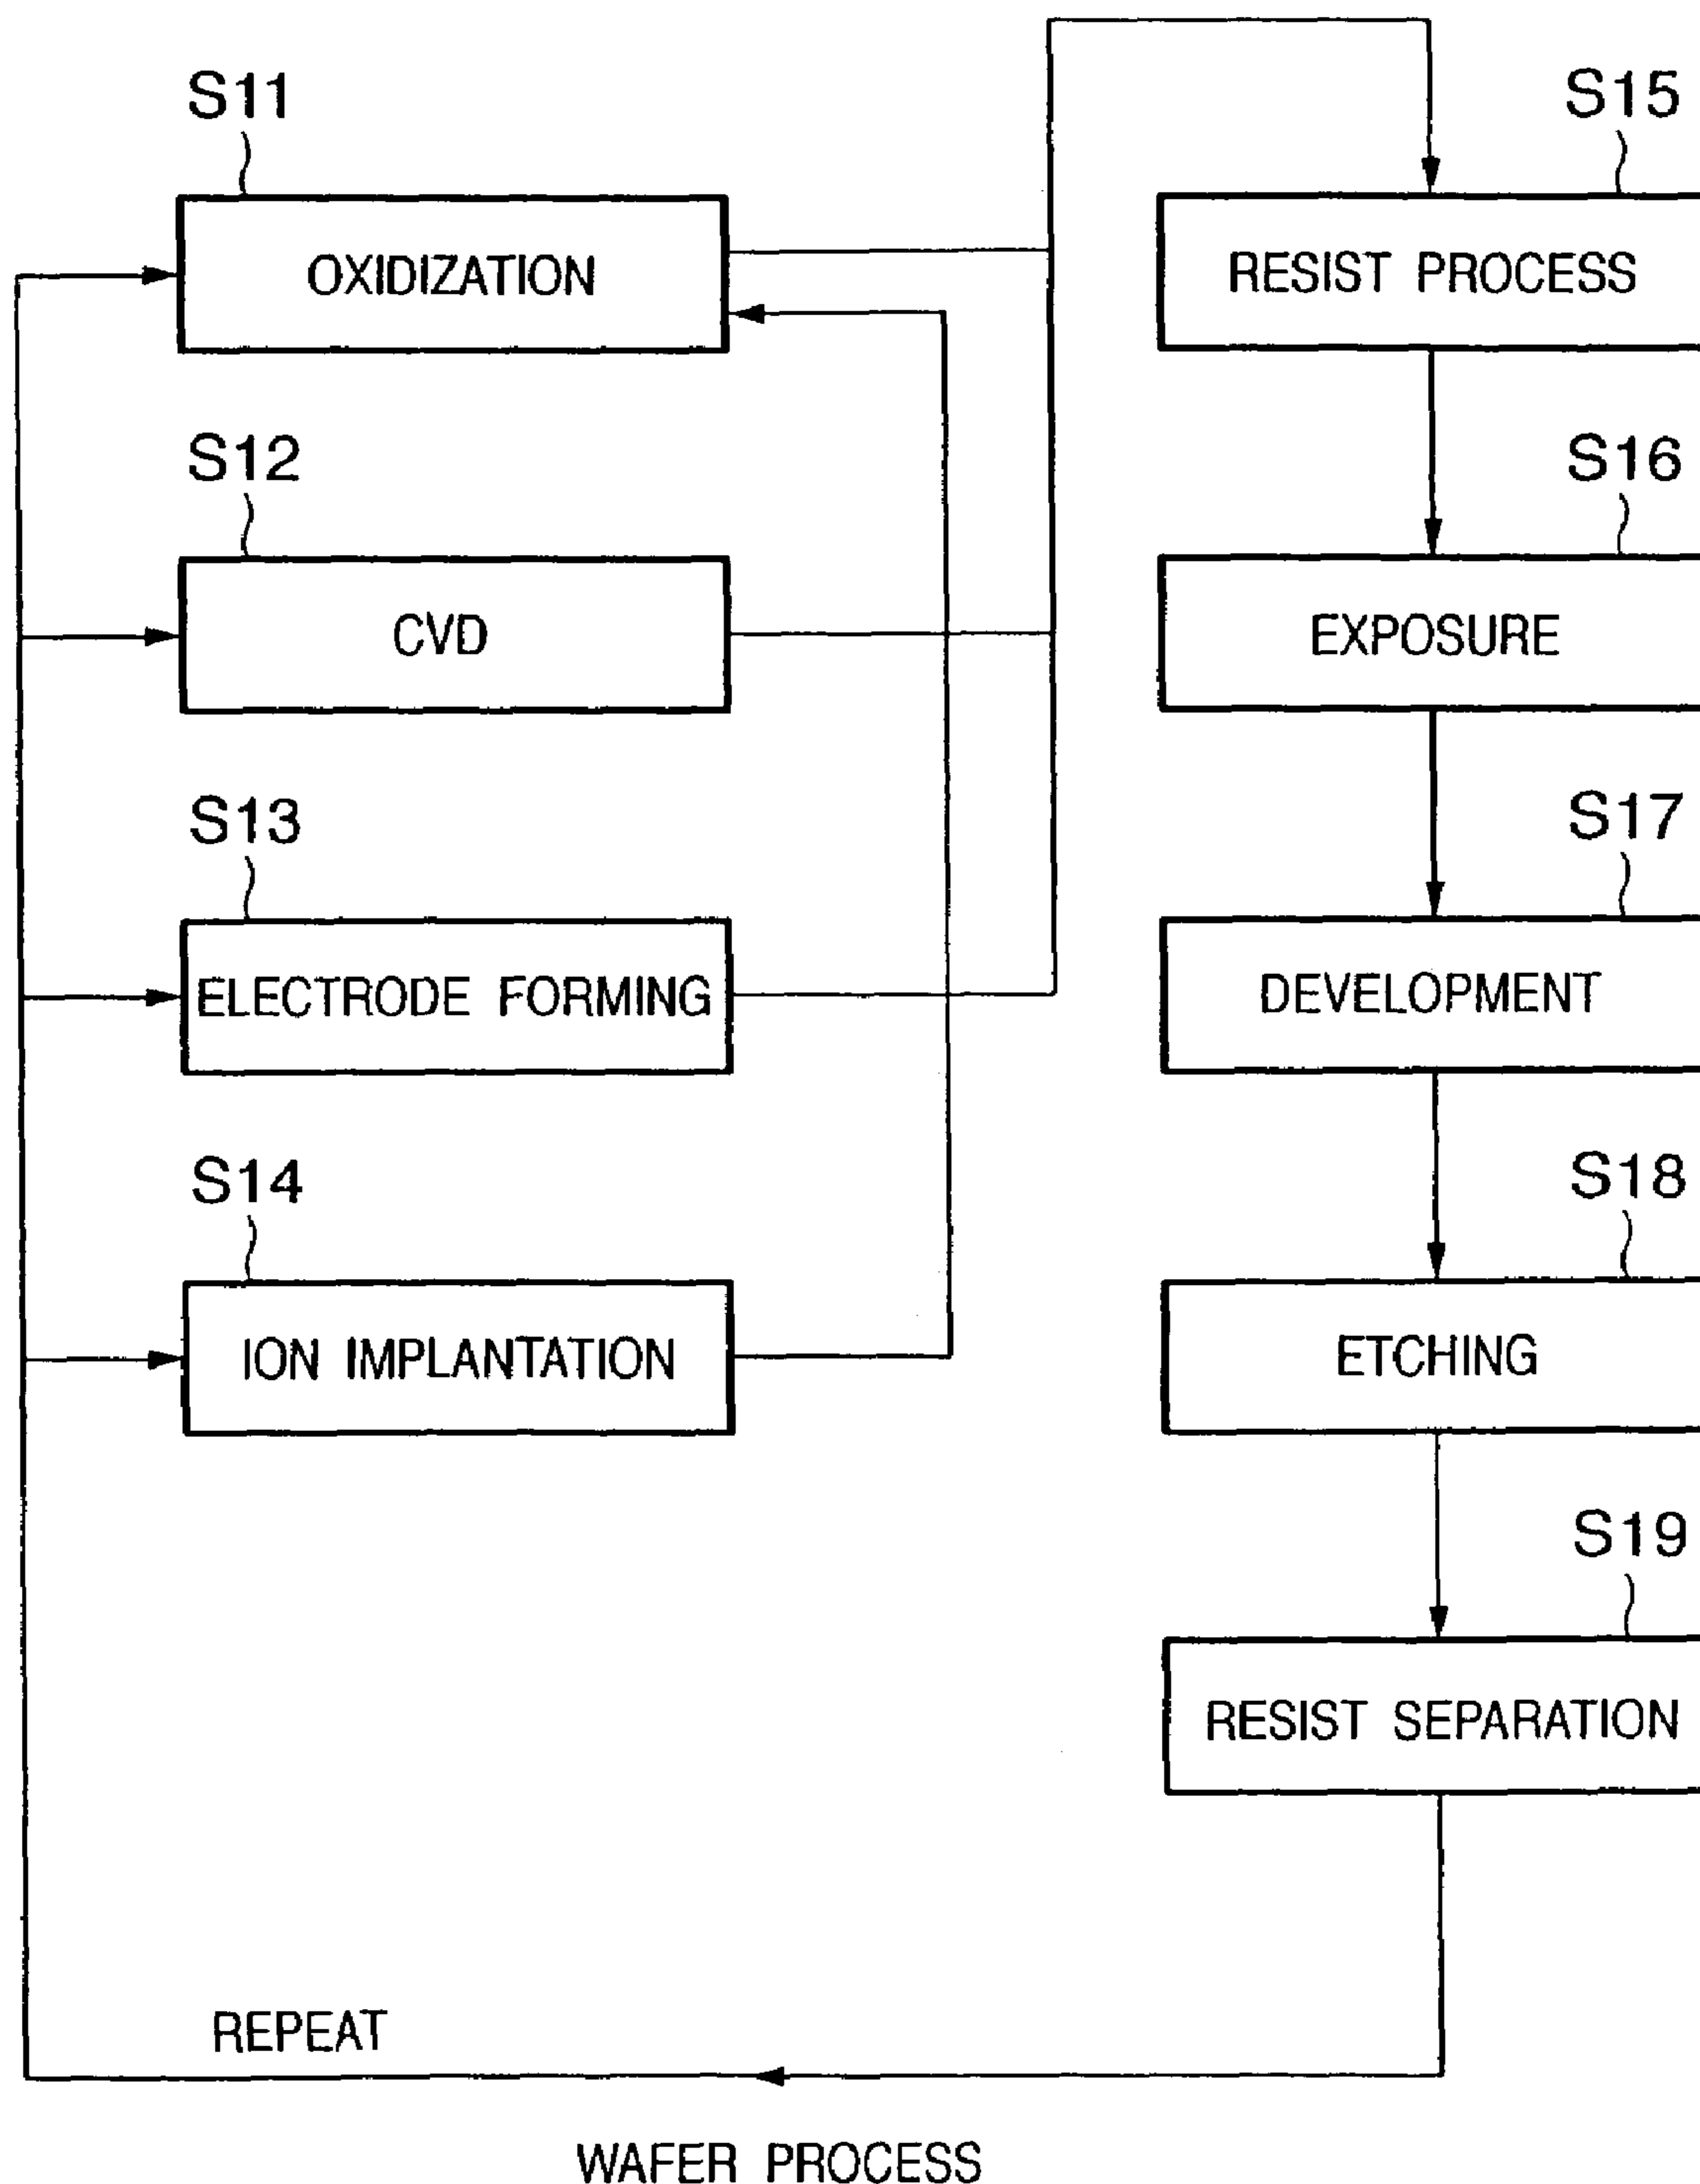 S11
OXIDIZATION
S12
CVD
S13
ELECTRODE FORMING
S14
ION IMPLANTATION
S15
RESIST PROCESS
S16
EXPOSURE
S17
DEVELOPMENT
S18
ETCHING
S19
RESIST SEPARATION
REPEAT
WAFER PROCESS